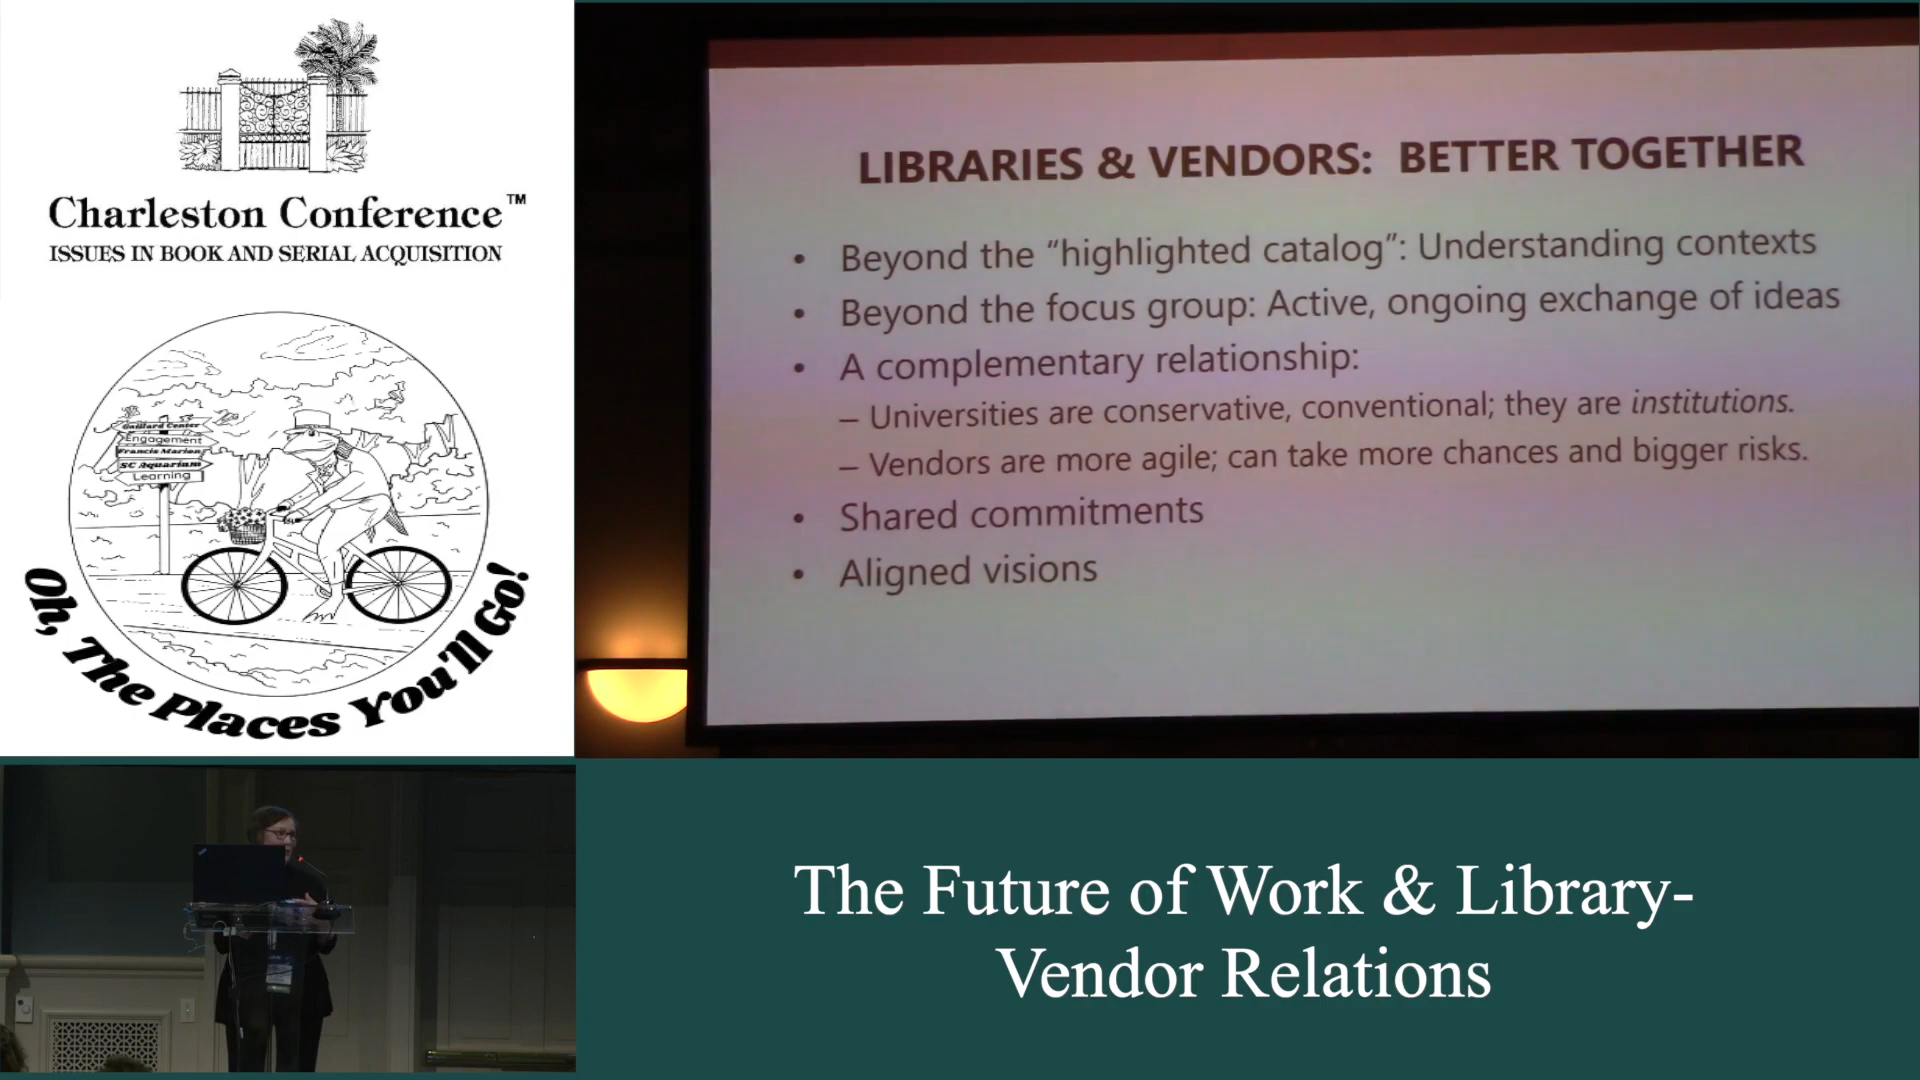 Charleston Conference™
ISSUES IN BOOK AND SERIAL ACQUISITION
Gaillard Center
Engagement
Francis Marion
SC Aquarium
Learning
Oh, The Places You'll Go!
LIBRARIES & VENDORS: BETTER TOGETHER
• Beyond the “highlighted catalog”: Understanding contexts
• Beyond the focus group: Active, ongoing exchange of ideas
• A complementary relationship:
– Universities are conservative, conventional; they are institutions.
– Vendors are more agile; can take more chances and bigger risks.
• Shared commitments
• Aligned visions
The Future of Work & Library-
Vendor Relations